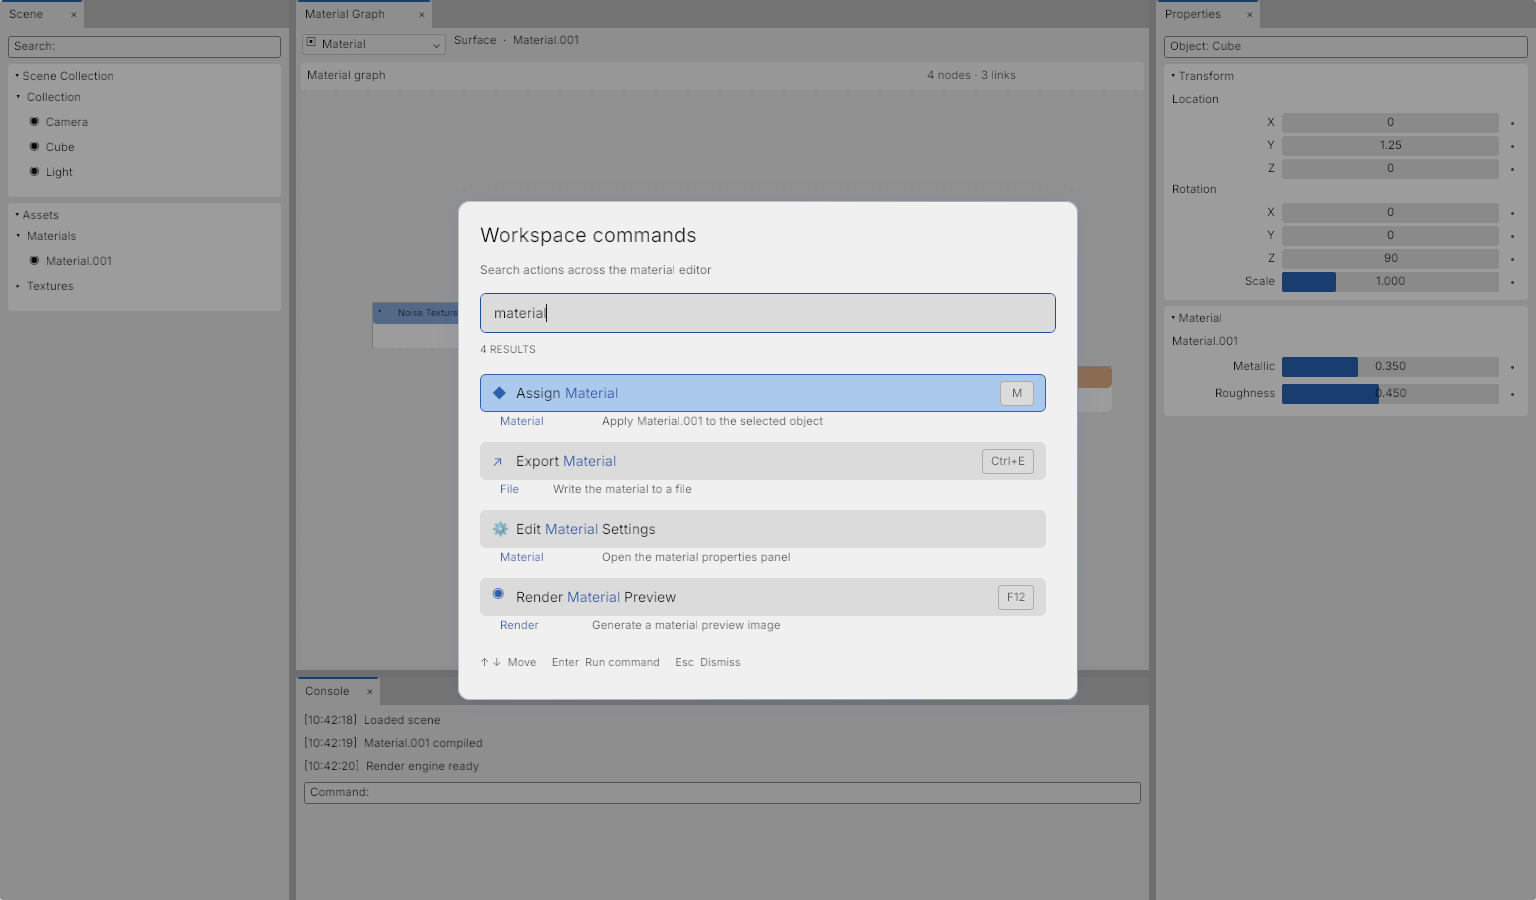 Scene ×
Search:
Scene Collection
Collection
Camera
Cube
Light
Assets
Materials
Material.001
Textures
Material Graph ×
Material Surface · Material.001
Material graph 4 nodes · 3 links
Noise Texture
Workspace commands
Search actions across the material editor
material
4 RESULTS
Assign Material M
Material Apply Material.001 to the selected object
Export Material Ctrl+E
File Write the material to a file
Edit Material Settings
Material Open the material properties panel
Render Material Preview F12
Render Generate a material preview image
↑ ↓ Move Enter Run command Esc Dismiss
Console ×
[10:42:18] Loaded scene
[10:42:19] Material.001 compiled
[10:42:20] Render engine ready
Command:
Properties ×
Object: Cube
Transform
Location
X 0
Y 1.25
Z 0
Rotation
X 0
Y 0
Z 90
Scale 1.000
Material
Material.001
Metallic 0.350
Roughness 0.450